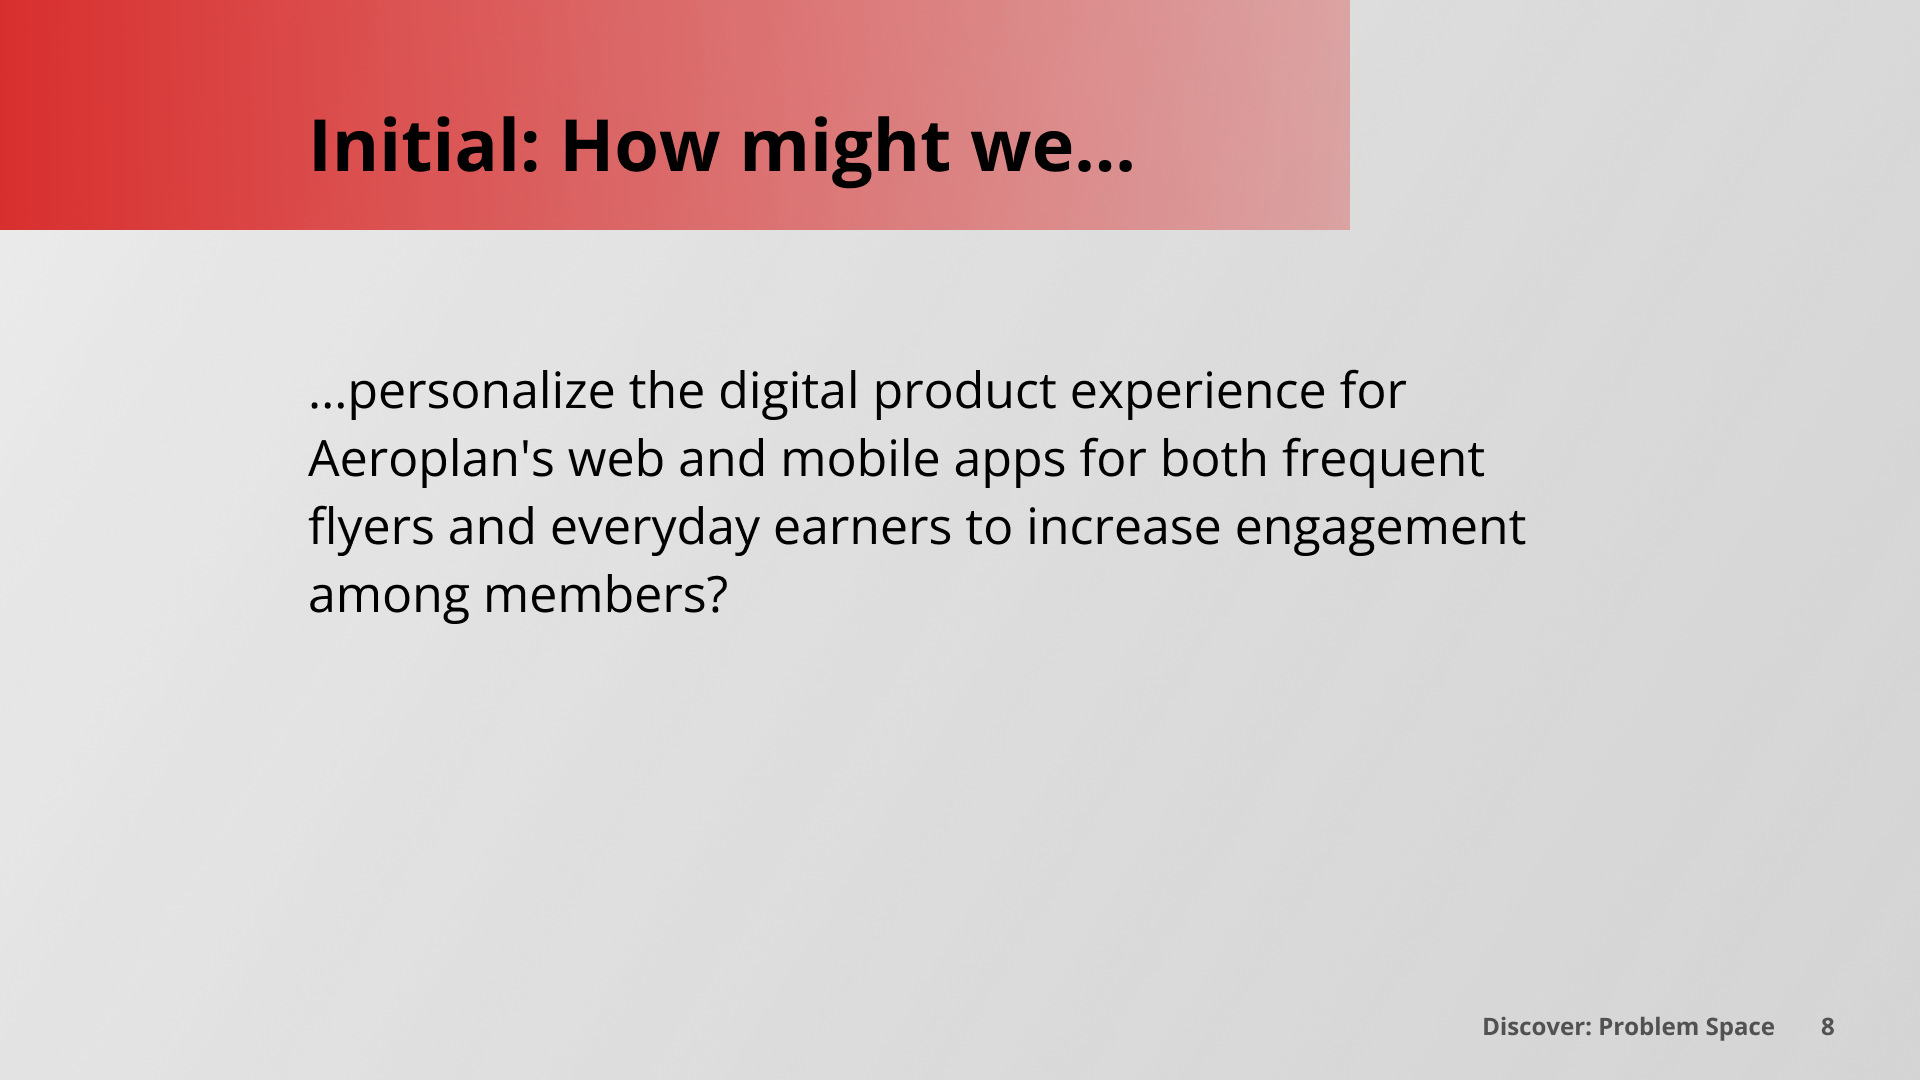 Initial: How might we...
...personalize the digital product experience for
Aeroplan's web and mobile apps for both frequent
flyers and everyday earners to increase engagement
among members?
Discover: Problem Space 8